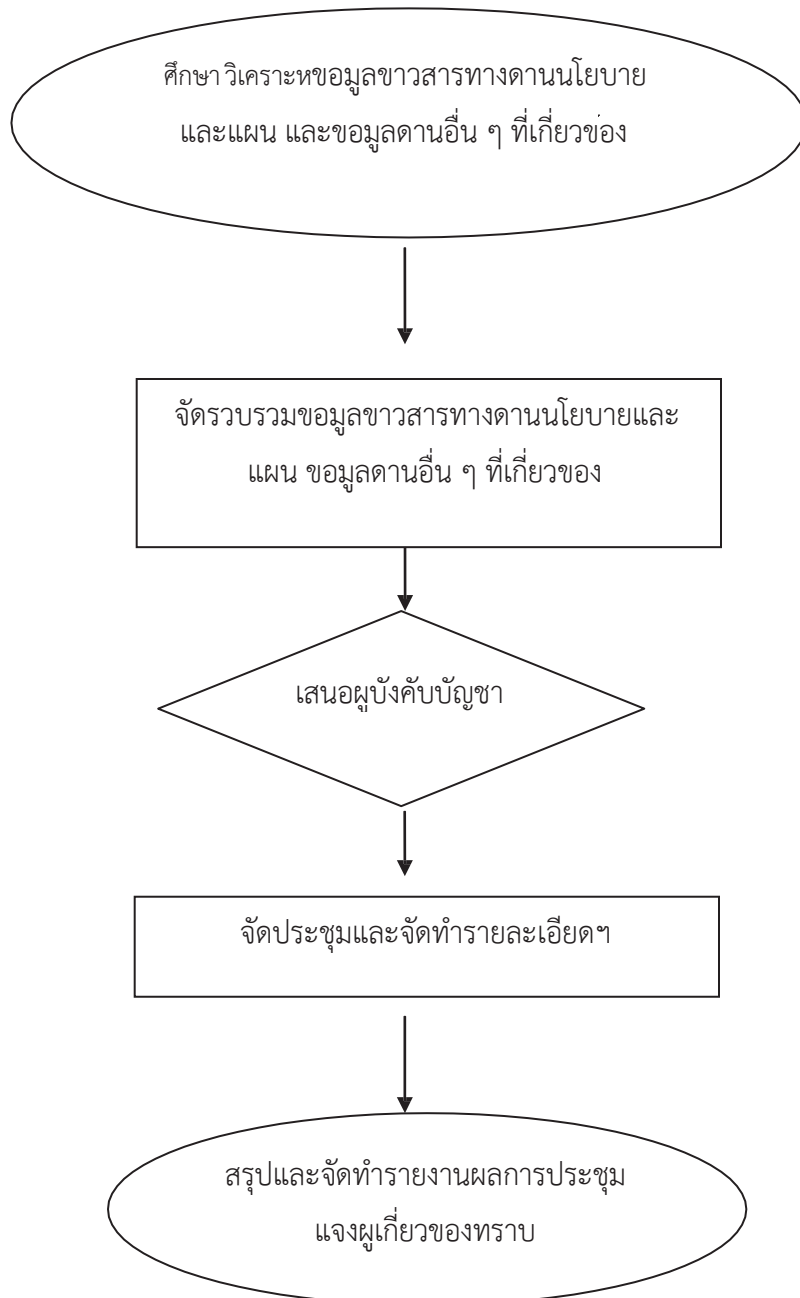 ศึกษา วิเคราะหขอมูลขาวสารทางดานนโยบาย
และแผน และขอมูลดานอื่น ๆ ที่เกี่ยวข่อง
จัดรวบรวมขอมูลขาวสารทางดานนโยบายและ
แผน ขอมูลดานอื่น ๆ ที่เกี่ยวของ
เสนอผูบังคับบัญชา
จัดประชุมและจัดทำรายละเอียดฯ
สรุปและจัดทำรายงานผลการประชุม
แจงผูเกี่ยวของทราบ